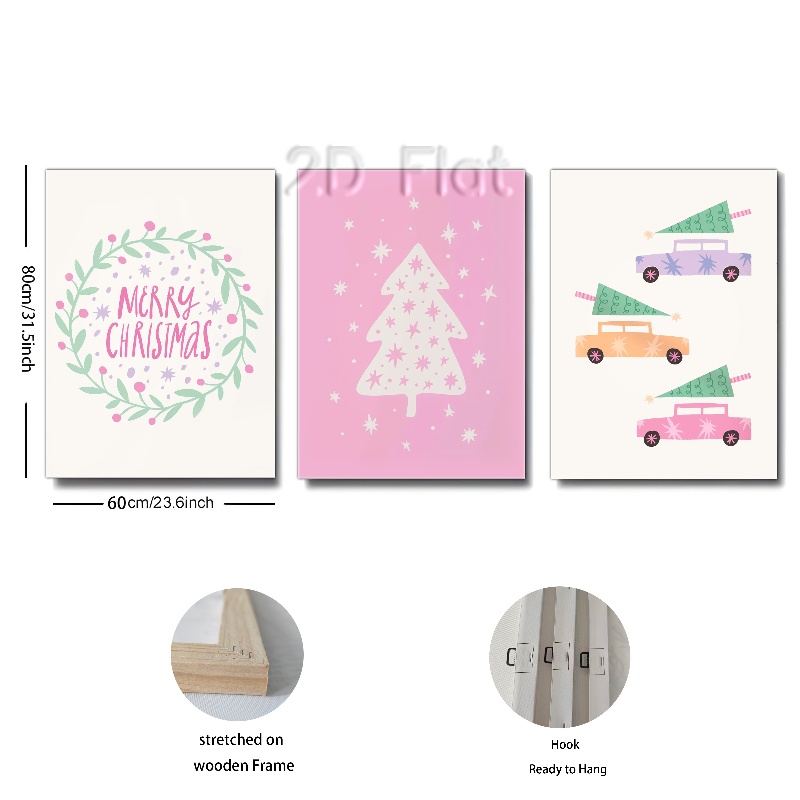 2D Flat
MERRY
CHRISTMAS
80cm/31.5inch
60cm/23.6inch
stretched on
wooden Frame
Hook
Ready to Hang